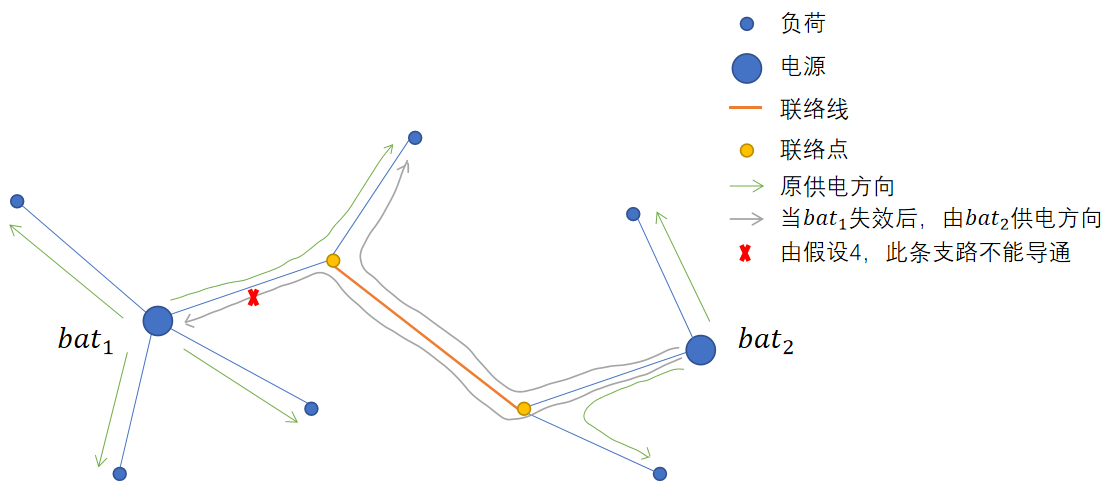 负荷
电源
联络线
联络点
原供电方向
当bat₁失效后，由bat₂供电方向
由假设4，此条支路不能导通
bat₁
bat₂